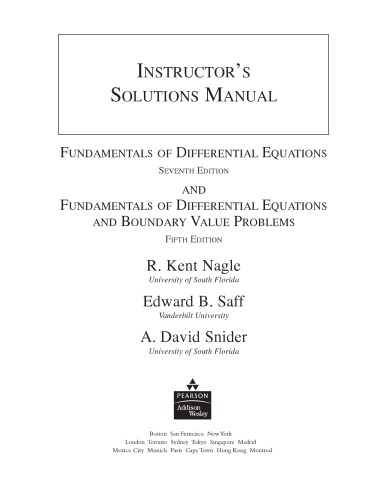 INSTRUCTOR'S
SOLUTIONS MANUAL
FUNDAMENTALS OF DIFFERENTIAL EQUATIONS
SEVENTH EDITION
AND
FUNDAMENTALS OF DIFFERENTIAL EQUATIONS
AND BOUNDARY VALUE PROBLEMS
FIFTH EDITION
R. Kent Nagle
University of South Florida
Edward B. Saff
Vanderbilt University
A. David Snider
University of South Florida
PEARSON
Addison
Wesley
Boston San Francisco New York
London Toronto Sydney Tokyo Singapore Madrid
Mexico City Munich Paris Cape Town Hong Kong Montreal